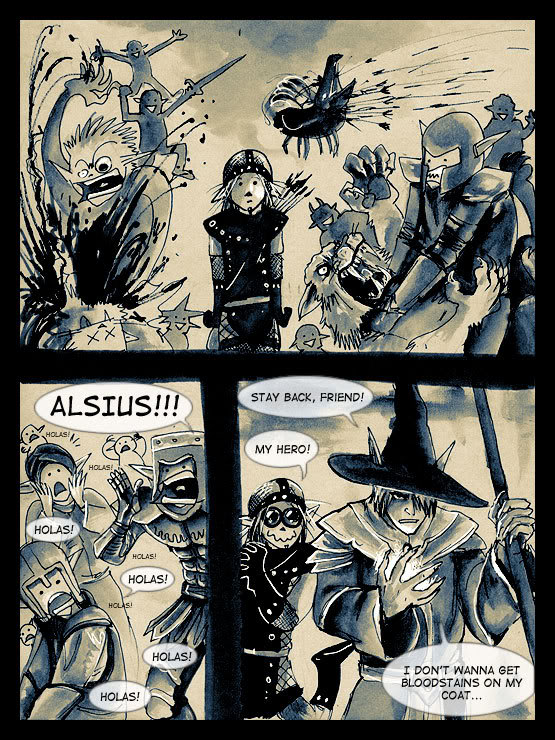 ALSIUS!!!
HOLAS!
HOLAS!
HOLAS!
HOLAS!
HOLAS!
HOLAS!
HOLAS!
HOLAS!
STAY BACK, FRIEND!
MY HERO!
I DON'T WANNA GET
BLOODSTAINS ON MY
COAT...